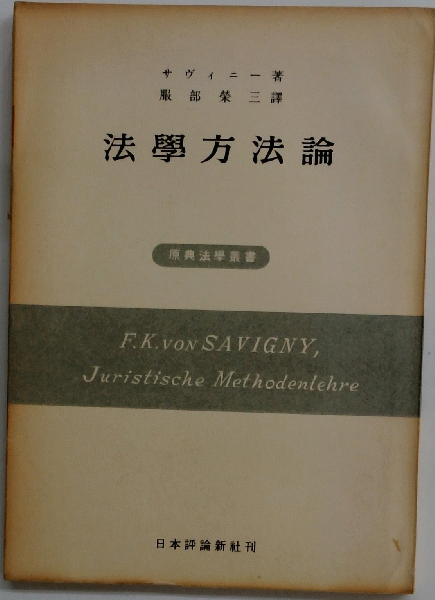 サヴィニー 著
服部榮三譯
法學方法論
原典法學叢書
F.K.VON SAVIGNY,
Juristische Methodenlehre
日本評論新社刊